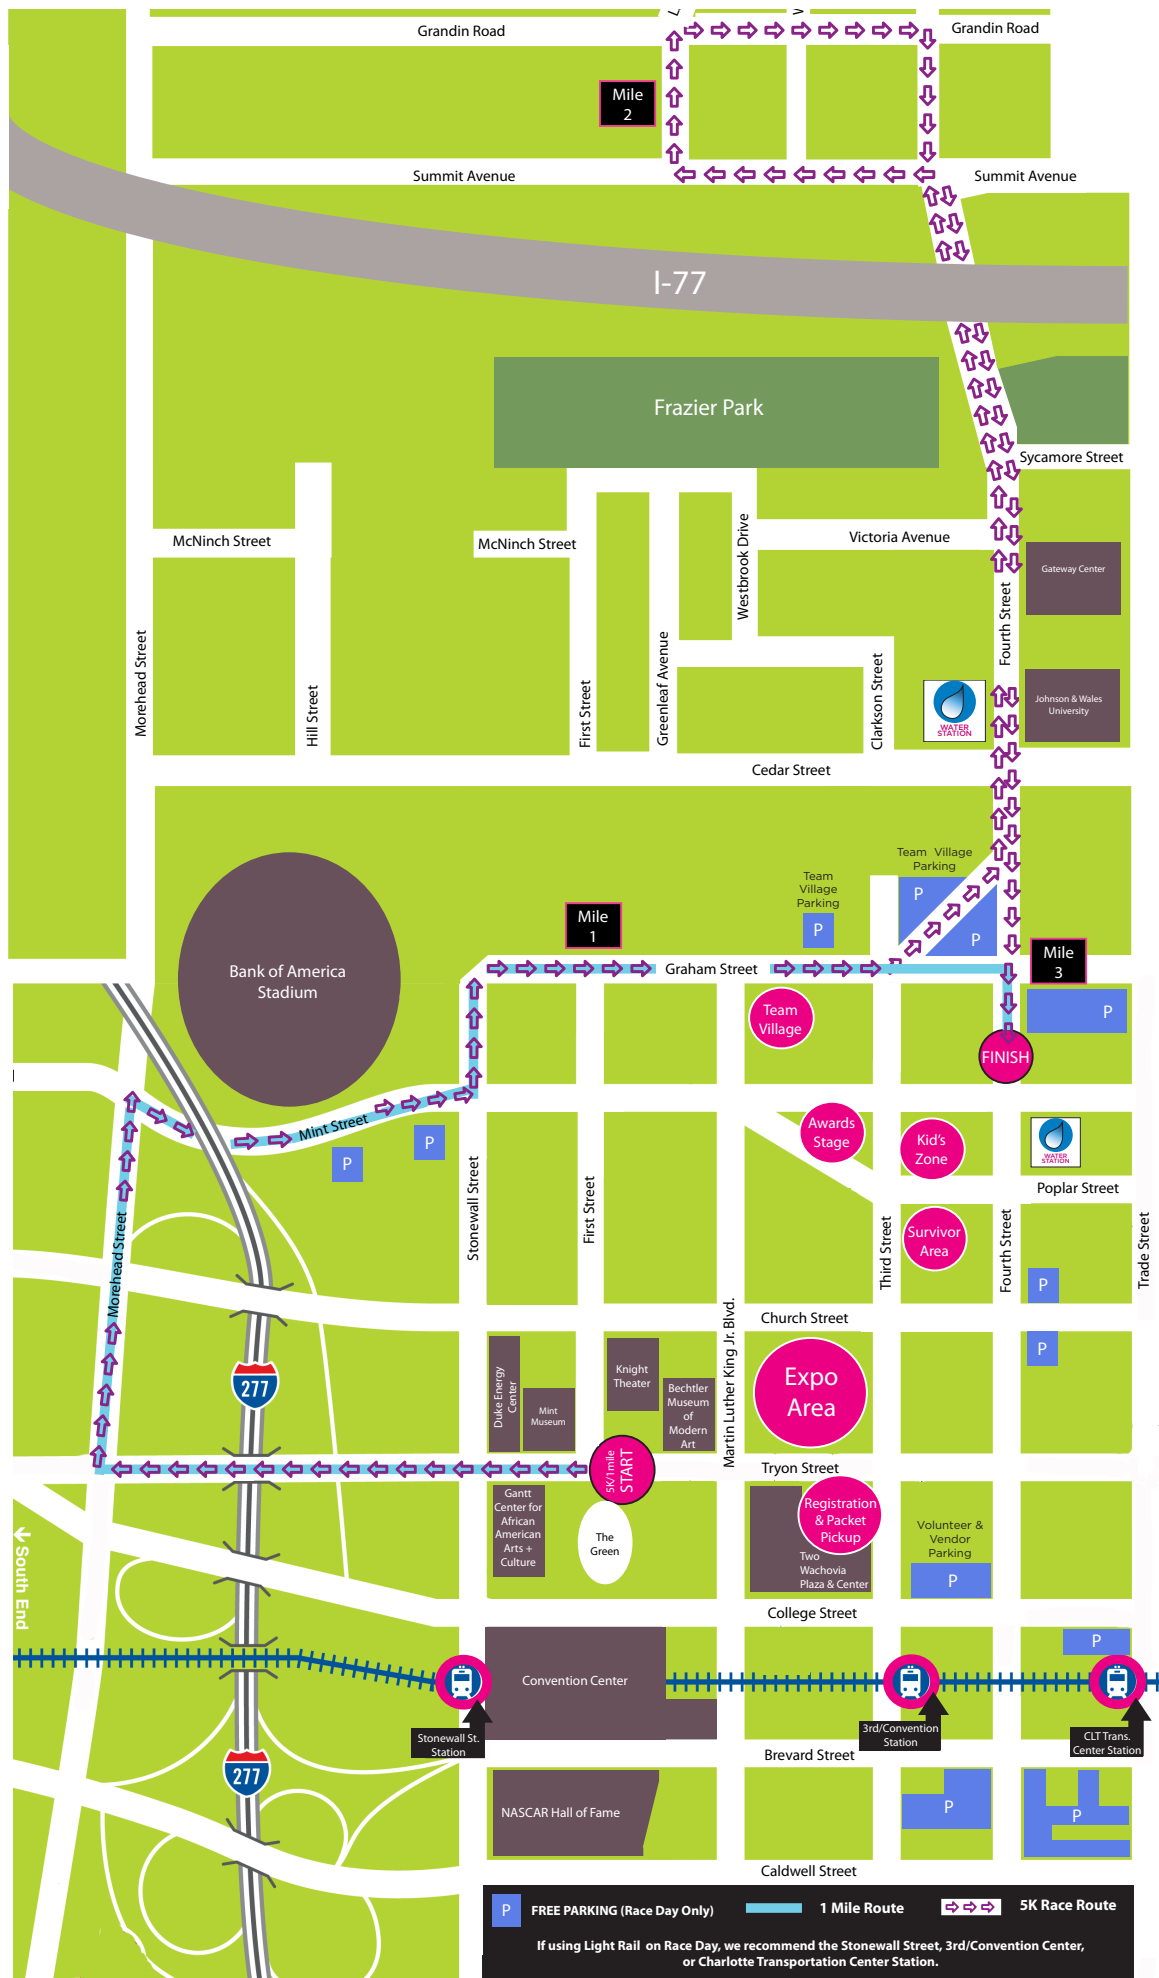 Grandin Road
Grandin Road
Mile
2
Summit Avenue
Summit Avenue
I-77
Frazier Park
Sycamore Street
McNinch Street
McNinch Street
Westbrook Drive
Victoria Avenue
Gateway Center
Fourth Street
Morehead Street
Hill Street
First Street
Greenleaf Avenue
Clarkson Street
WATER
STATION
Johnson & Wales
University
Cedar Street
Team Village
Parking
Team
Village
Parking
P
P
P
Mile
1
Mile
3
Bank of America
Stadium
Graham Street
Team
Village
P
FINISH
Mint Street
P
P
Awards
Stage
Kid's
Zone
WATER
STATION
Poplar Street
Stonewall Street
First Street
Third Street
Survivor
Area
Fourth Street
Trade Street
Morehead Street
P
Church Street
Martin Luther King Jr. Blvd.
P
277
Duke Energy
Center
Mint
Museum
Knight
Theater
Bechtler
Museum
of
Modern
Art
Expo
Area
5K/1mile
START
Tryon Street
Gantt
Center for
African
American
Arts +
Culture
The
Green
Registration
& Packet
Pickup
Two
Wachovia
Plaza & Center
Volunteer &
Vendor
Parking
P
South End
College Street
P
Convention Center
Stonewall St.
Station
3rd/Convention
Station
CLT Trans.
Center Station
Brevard Street
277
NASCAR Hall of Fame
P
P
Caldwell Street
P FREE PARKING (Race Day Only) 1 Mile Route 5K Race Route
If using Light Rail on Race Day, we recommend the Stonewall Street, 3rd/Convention Center,
or Charlotte Transportation Center Station.